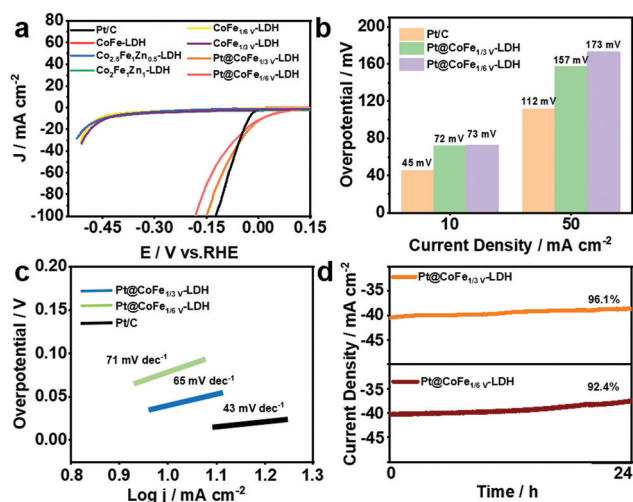 a
Pt/C
CoFe-LDH
Co2.5Fe1Zn0.5-LDH
Co2Fe1Zn1-LDH
CoFe1/6 V-LDH
CoFe1/3 V-LDH
Pt@CoFe1/3 V-LDH
Pt@CoFe1/6 V-LDH
J / mA cm-2
0
-20
-40
-60
-80
-100
-0.45
-0.30
-0.15
0.00
0.15
E / V vs.RHE
b
Pt/C
Pt@CoFe1/3 V-LDH
Pt@CoFe1/6 V-LDH
Overpotential / mV
200
160
120
80
40
0
45 mV
72 mV
73 mV
112 mV
157 mV
173 mV
10
50
Current Density / mA cm-2
c
Pt@CoFe1/3 V-LDH
Pt@CoFe1/6 V-LDH
Pt/C
Overpotential / V
0.20
0.15
0.10
0.05
0.00
71 mV dec-1
65 mV dec-1
43 mV dec-1
0.8
0.9
1.0
1.1
1.2
1.3
Log j / mA cm-2
d
Pt@CoFe1/3 V-LDH
96.1%
Current Density / mA cm-2
-35
-40
-45
Pt@CoFe1/6 V-LDH
92.4%
-35
-40
-45
0
24
Time / h